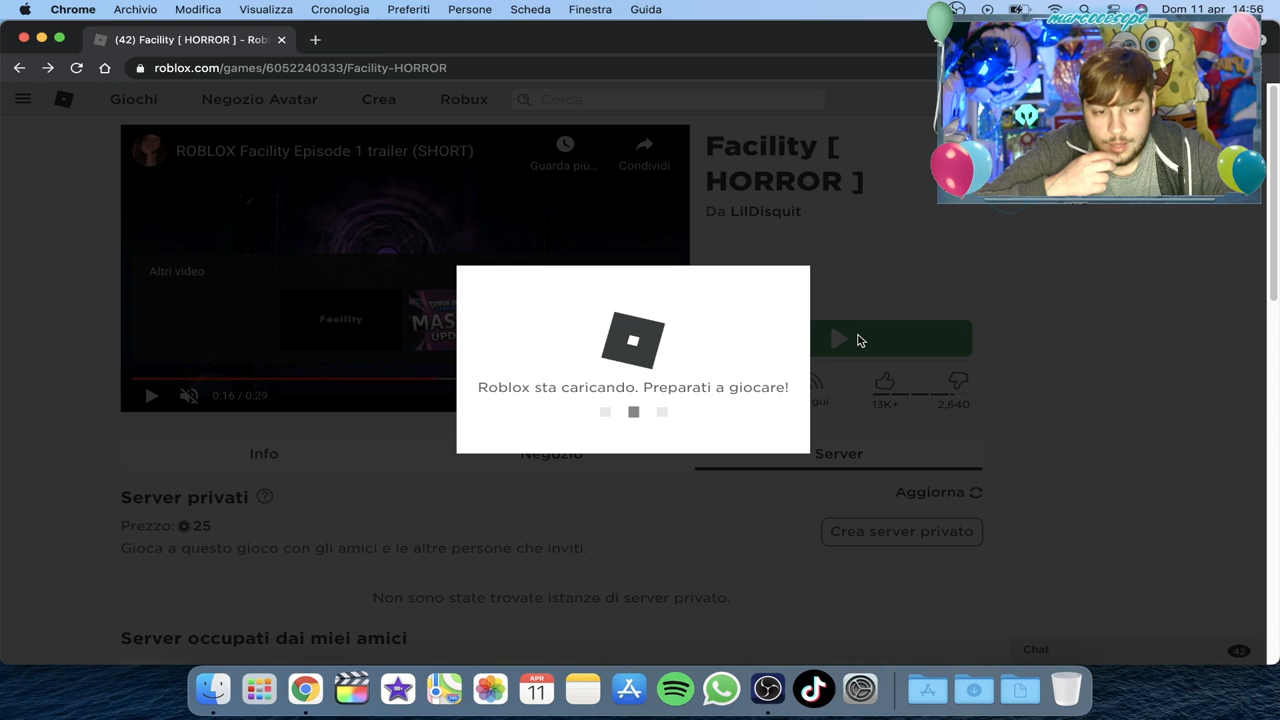 Chrome Archivio Modifica Visualizza Cronologia Preferiti Persone Scheda Finestra Guida Dom 11 apr 14:56
marcodesopo
(42) Facility [ HORROR ] - Rob
roblox.com/games/6052240333/Facility-HORROR
Giochi Negozio Avatar Crea Robux Cerca
ROBLOX Facility Episode 1 trailer (SHORT)
Guarda più... Condividi
Facility [
HORROR ]
Da LilDisquit
Altri video
Facility
0:16 / 0:29
Roblox sta caricando. Preparati a giocare!
gui 13K+ 2,640
Info Negozio Server
Server privati
Aggiorna
Prezzo: 25
Crea server privato
Gioca a questo gioco con gli amici e le altre persone che inviti.
Non sono state trovate istanze di server privato.
Server occupati dai miei amici
Chat 42
APR
11